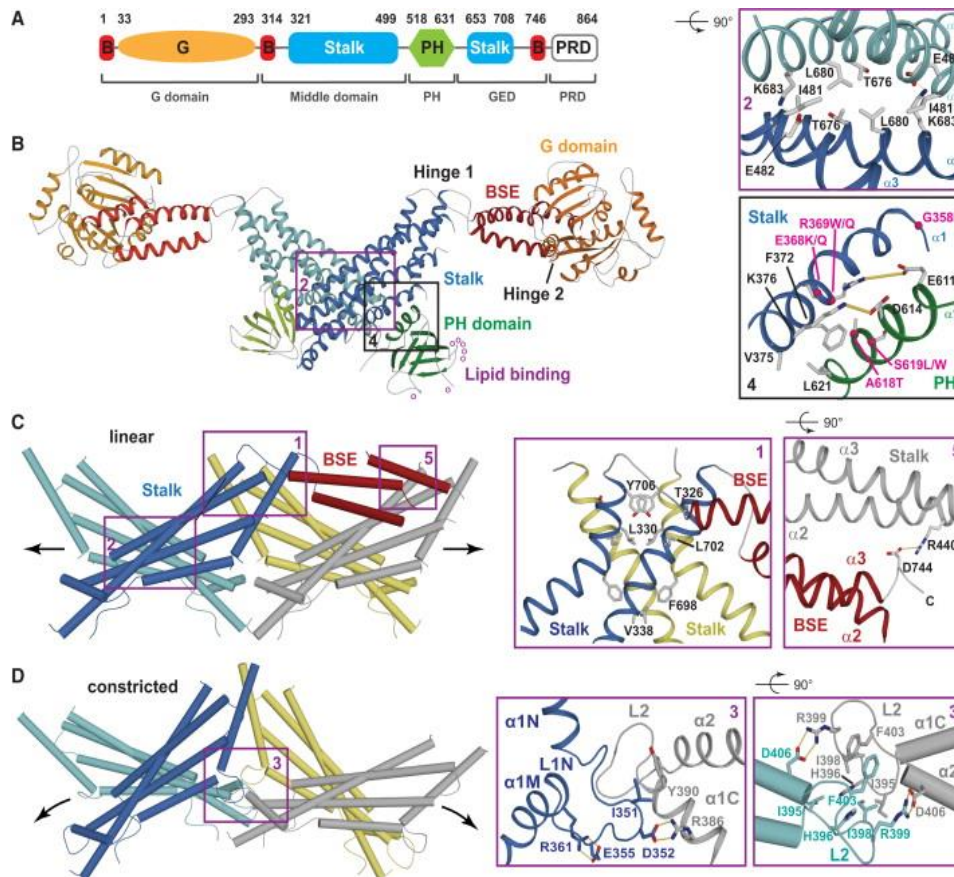 A
1 33 293 314 321 499 518 631 653 708 746 864
B G B Stalk PH Stalk B PRD
G domain Middle domain PH GED PRD
B
G domain
Hinge 1
BSE
Stalk
Hinge 2
2
4
PH domain
Lipid binding
90°
L680
K683
I481
T676
2
I481
K683
T676
L680
E482
α3
Stalk
G358
R369W/Q
α1
E368K/Q
F372
K376
E611
D614
V375
S619L/W
A618T
L621
4
PH
C
linear
1
BSE
5
Stalk
2
1
Y706
T326
BSE
L330
L702
F698
Stalk
V338
Stalk
90°
α3
Stalk
α2
R440
α3
D744
C
BSE
α2
D
constricted
3
3
α1N
L2
α2
L1N
α1M
Y390
I351
α1C
R386
R361
E355
D352
90°
3
L2
α1C
R399
F403
D406
I398
H396
α2
I395
F403
I395
D406
H396
I398
R399
L2